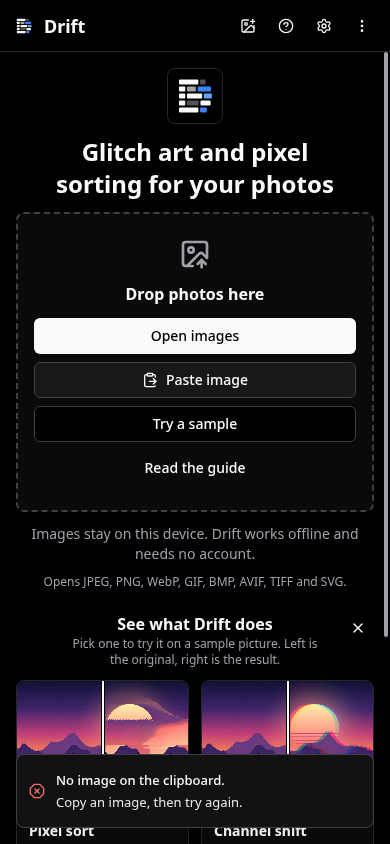 Drift
Glitch art and pixel
sorting for your photos
Drop photos here
Open images
Paste image
Try a sample
Read the guide
Images stay on this device. Drift works offline and
needs no account.
Opens JPEG, PNG, WebP, GIF, BMP, AVIF, TIFF and SVG.
See what Drift does
Pick one to try it on a sample picture. Left is
the original, right is the result.
No image on the clipboard.
Copy an image, then try again.
Pixel sort
Channel shift